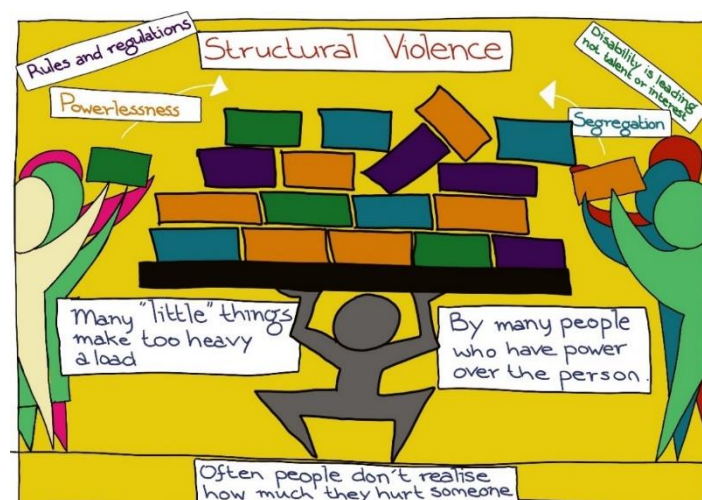 Structural Violence
Rules and regulations
Powerlessness
Disability is leading
not talent or interest
Segregation
Many "little" things
make too heavy
a load
By many people
who have power
over the person.
Often people don't realise
how much they hurt someone